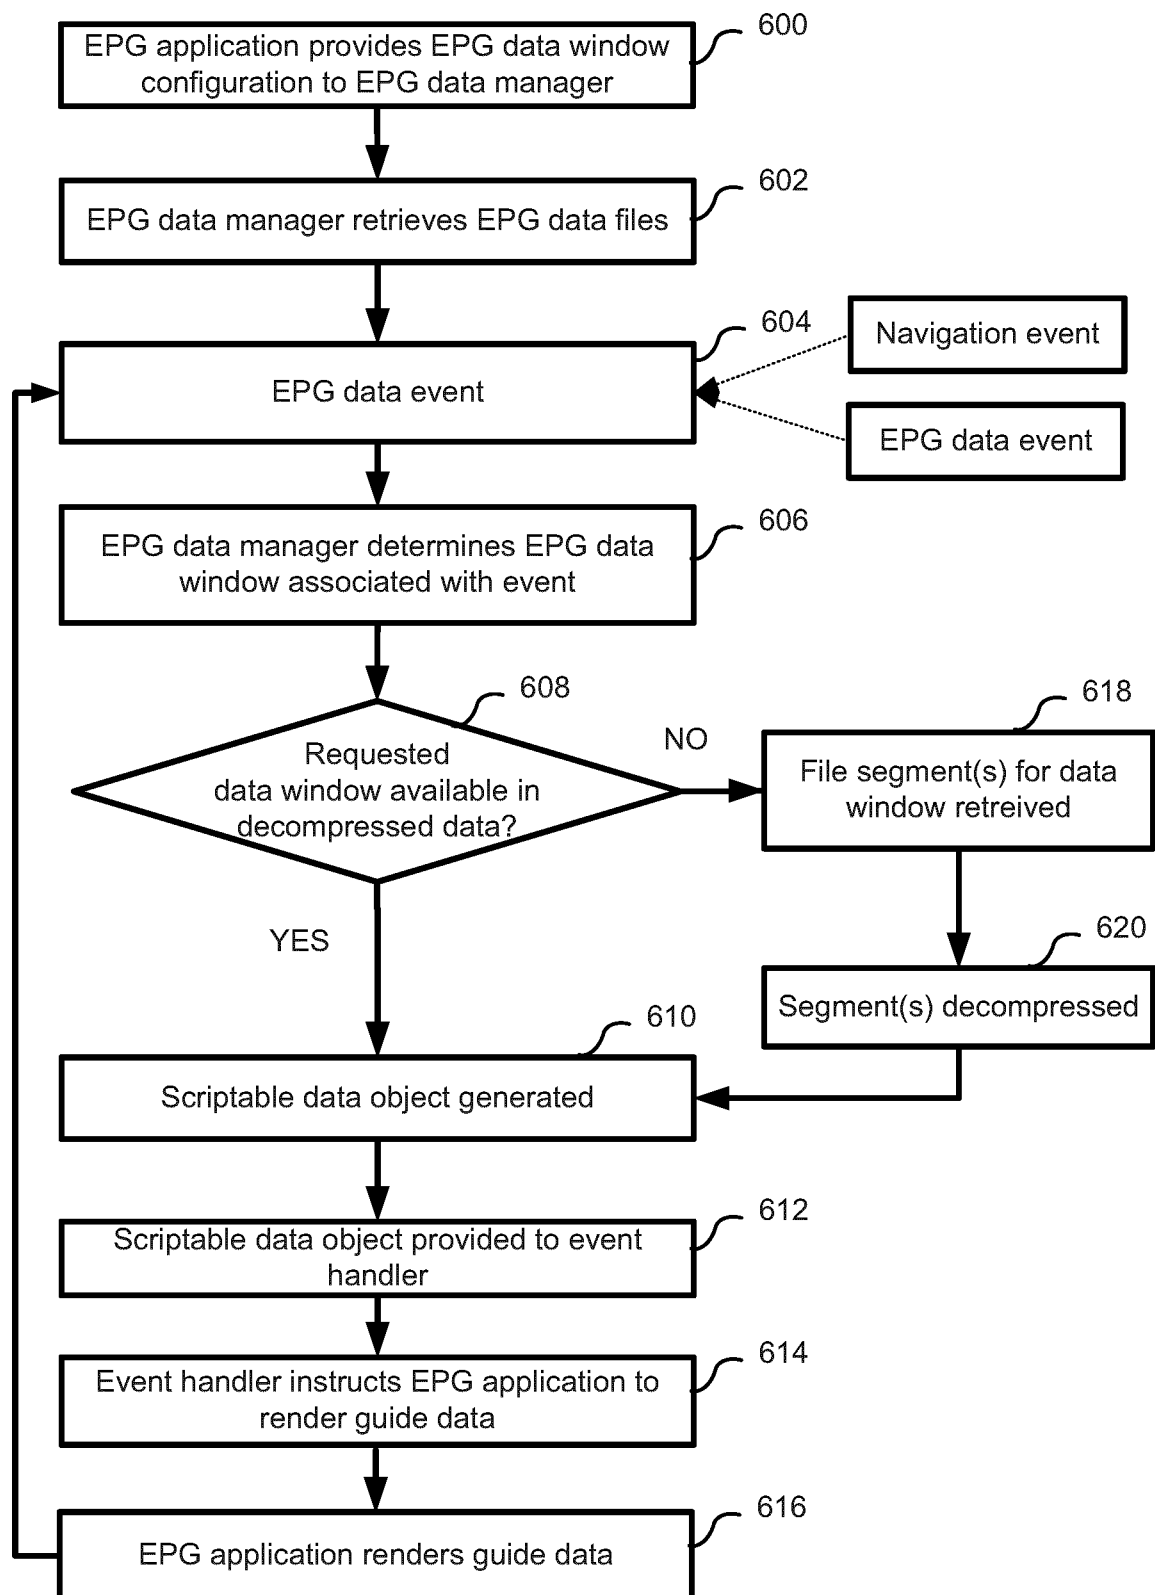 600
EPG application provides EPG data window
configuration to EPG data manager
602
EPG data manager retrieves EPG data files
604
EPG data event
Navigation event
EPG data event
606
EPG data manager determines EPG data
window associated with event
608
Requested
data window available in
decompressed data?
NO
YES
618
File segment(s) for data
window retreived
620
Segment(s) decompressed
610
Scriptable data object generated
612
Scriptable data object provided to event
handler
614
Event handler instructs EPG application to
render guide data
616
EPG application renders guide data